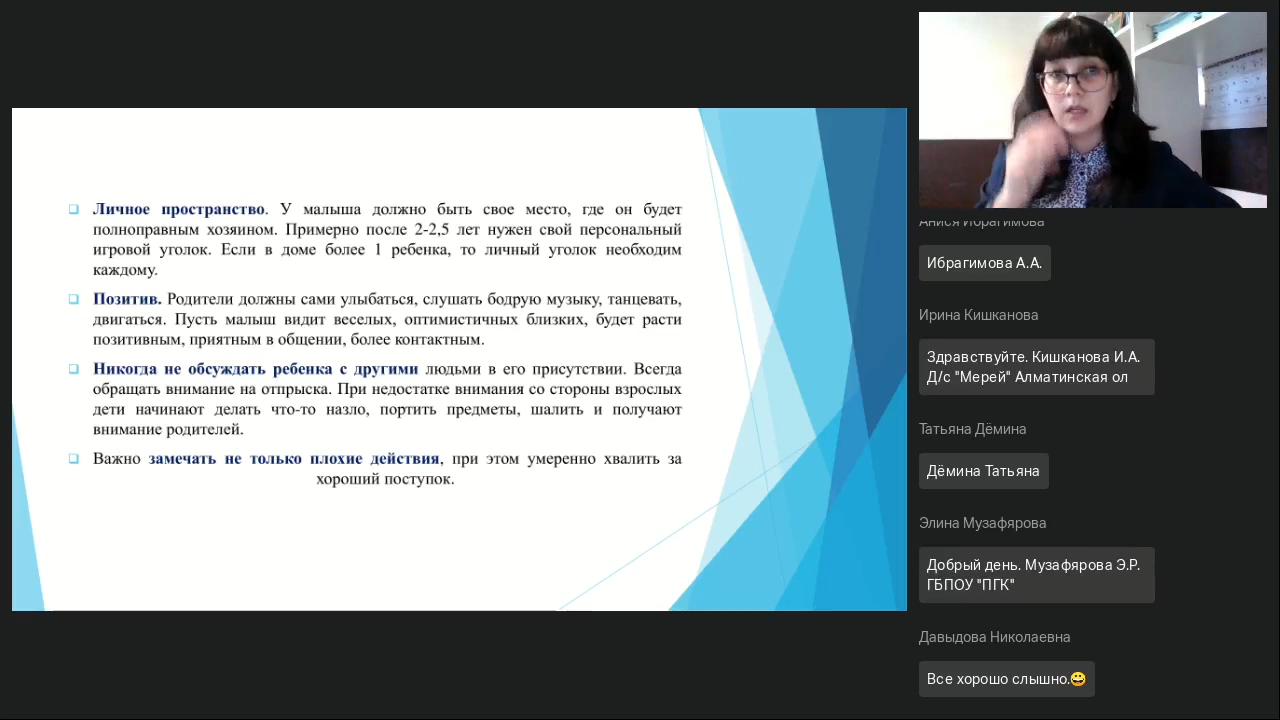 Личное пространство. У малыша должно быть свое место, где он будет
полноправным хозяином. Примерно после 2-2,5 лет нужен свой персональный
игровой уголок. Если в доме более 1 ребенка, то личный уголок необходим
каждому.
Позитив. Родители должны сами улыбаться, слушать бодрую музыку, танцевать,
двигаться. Пусть малыш видит веселых, оптимистичных близких, будет расти
позитивным, приятным в общении, более контактным.
Никогда не обсуждать ребенка с другими людьми в его присутствии. Всегда
обращать внимание на отпрыска. При недостатке внимания со стороны взрослых
дети начинают делать что-то назло, портить предметы, шалить и получают
внимание родителей.
Важно замечать не только плохие действия, при этом умеренно хвалить за
хороший поступок.
Анися Ибрагимова
Ибрагимова А.А.
Ирина Кишканова
Здравствуйте. Кишканова И.А.
Д/с "Мерей" Алматинская ол
Татьяна Дёмина
Дёмина Татьяна
Элина Музафярова
Добрый день. Музафярова Э.Р.
ГБПОУ "ПГК"
Давыдова Николаевна
Все хорошо слышно.😀